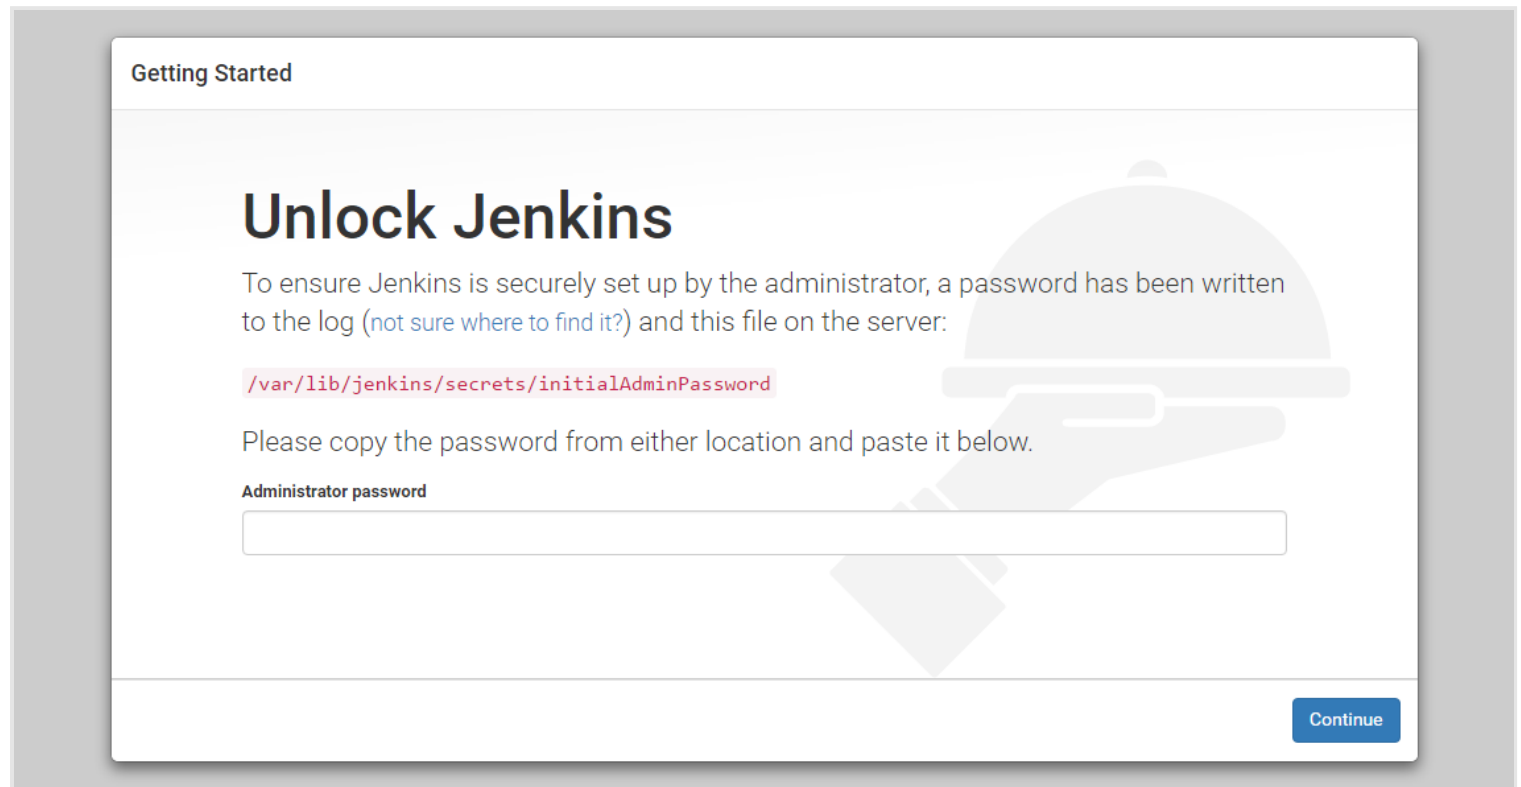 Getting Started
Unlock Jenkins
To ensure Jenkins is securely set up by the administrator, a password has been written
to the log (not sure where to find it?) and this file on the server:
/var/lib/jenkins/secrets/initialAdminPassword
Please copy the password from either location and paste it below.
Administrator password
Continue